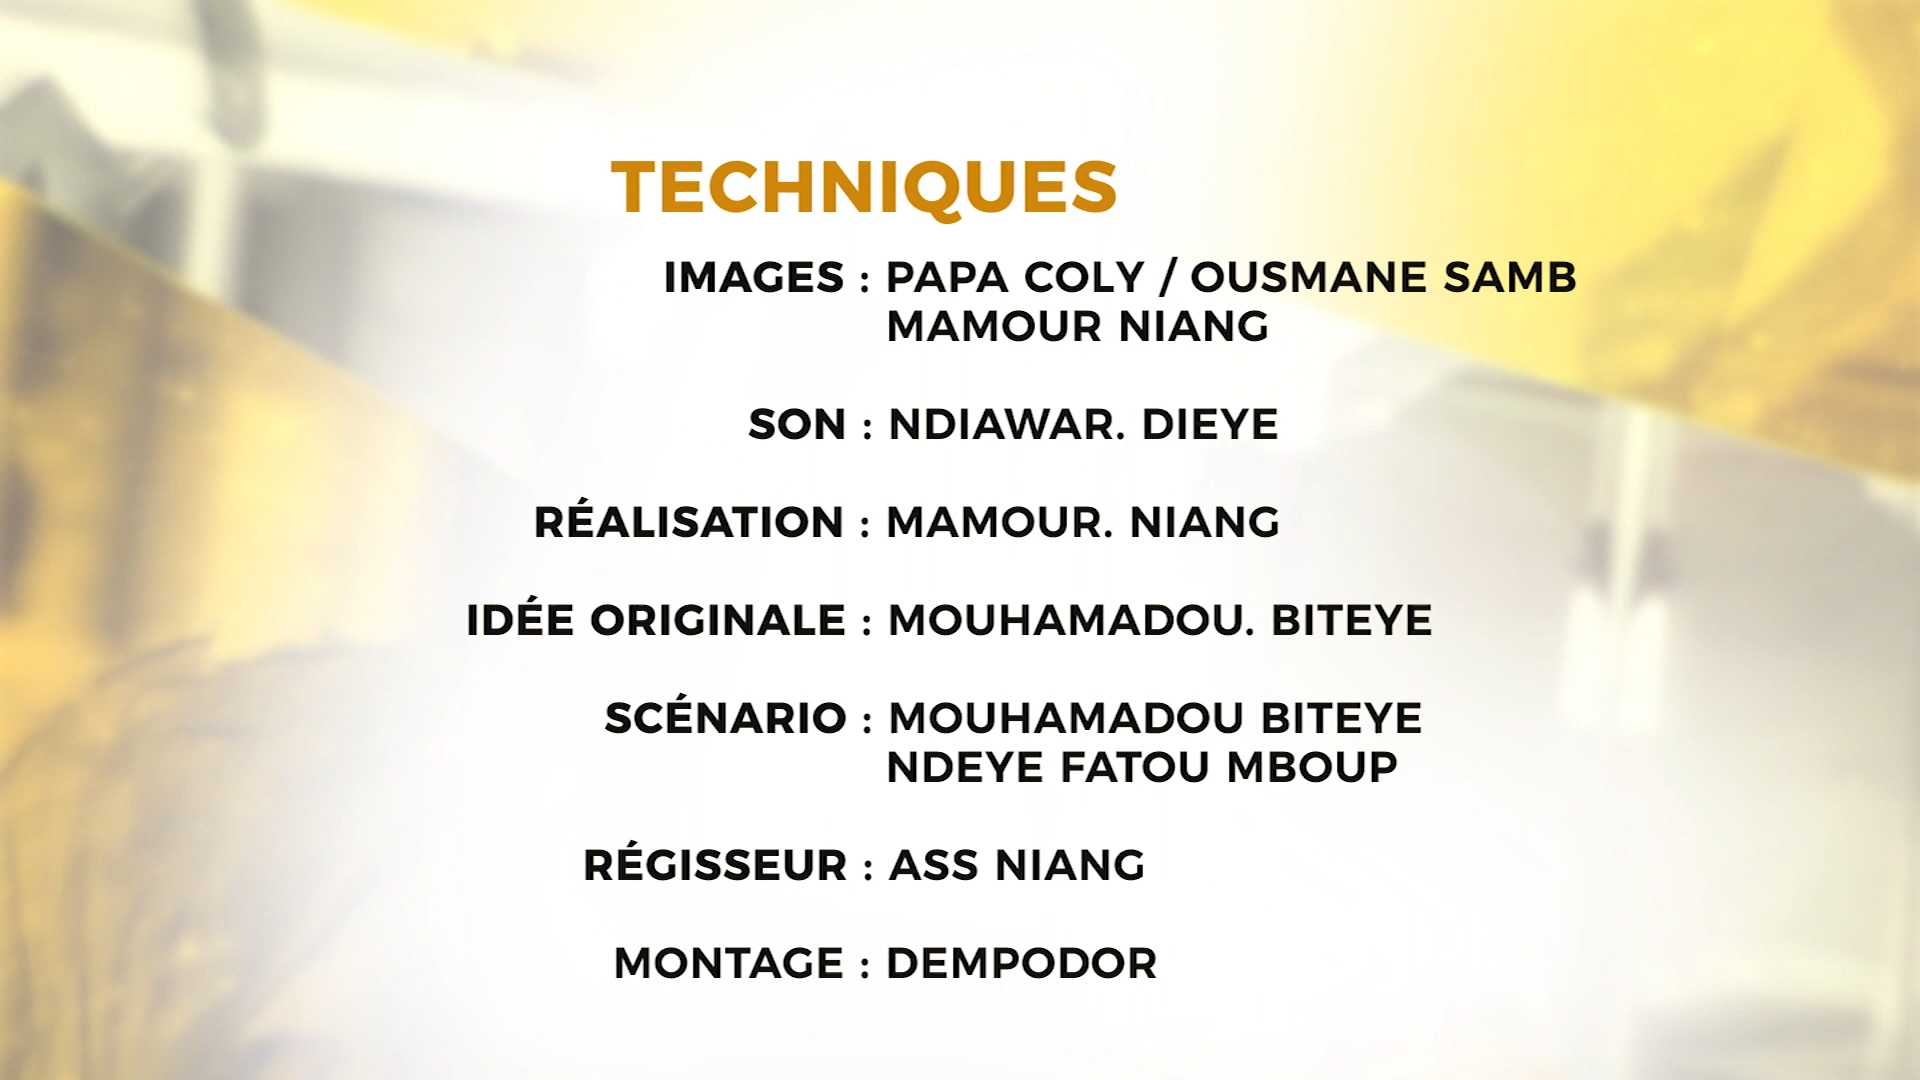 TECHNIQUES
IMAGES : PAPA COLY / OUSMANE SAMB
MAMOUR NIANG
SON : NDIAWAR. DIEYE
RÉALISATION : MAMOUR. NIANG
IDÉE ORIGINALE : MOUHAMADOU. BITEYE
SCÉNARIO : MOUHAMADOU BITEYE
NDEYE FATOU MBOUP
RÉGISSEUR : ASS NIANG
MONTAGE : DEMPODOR